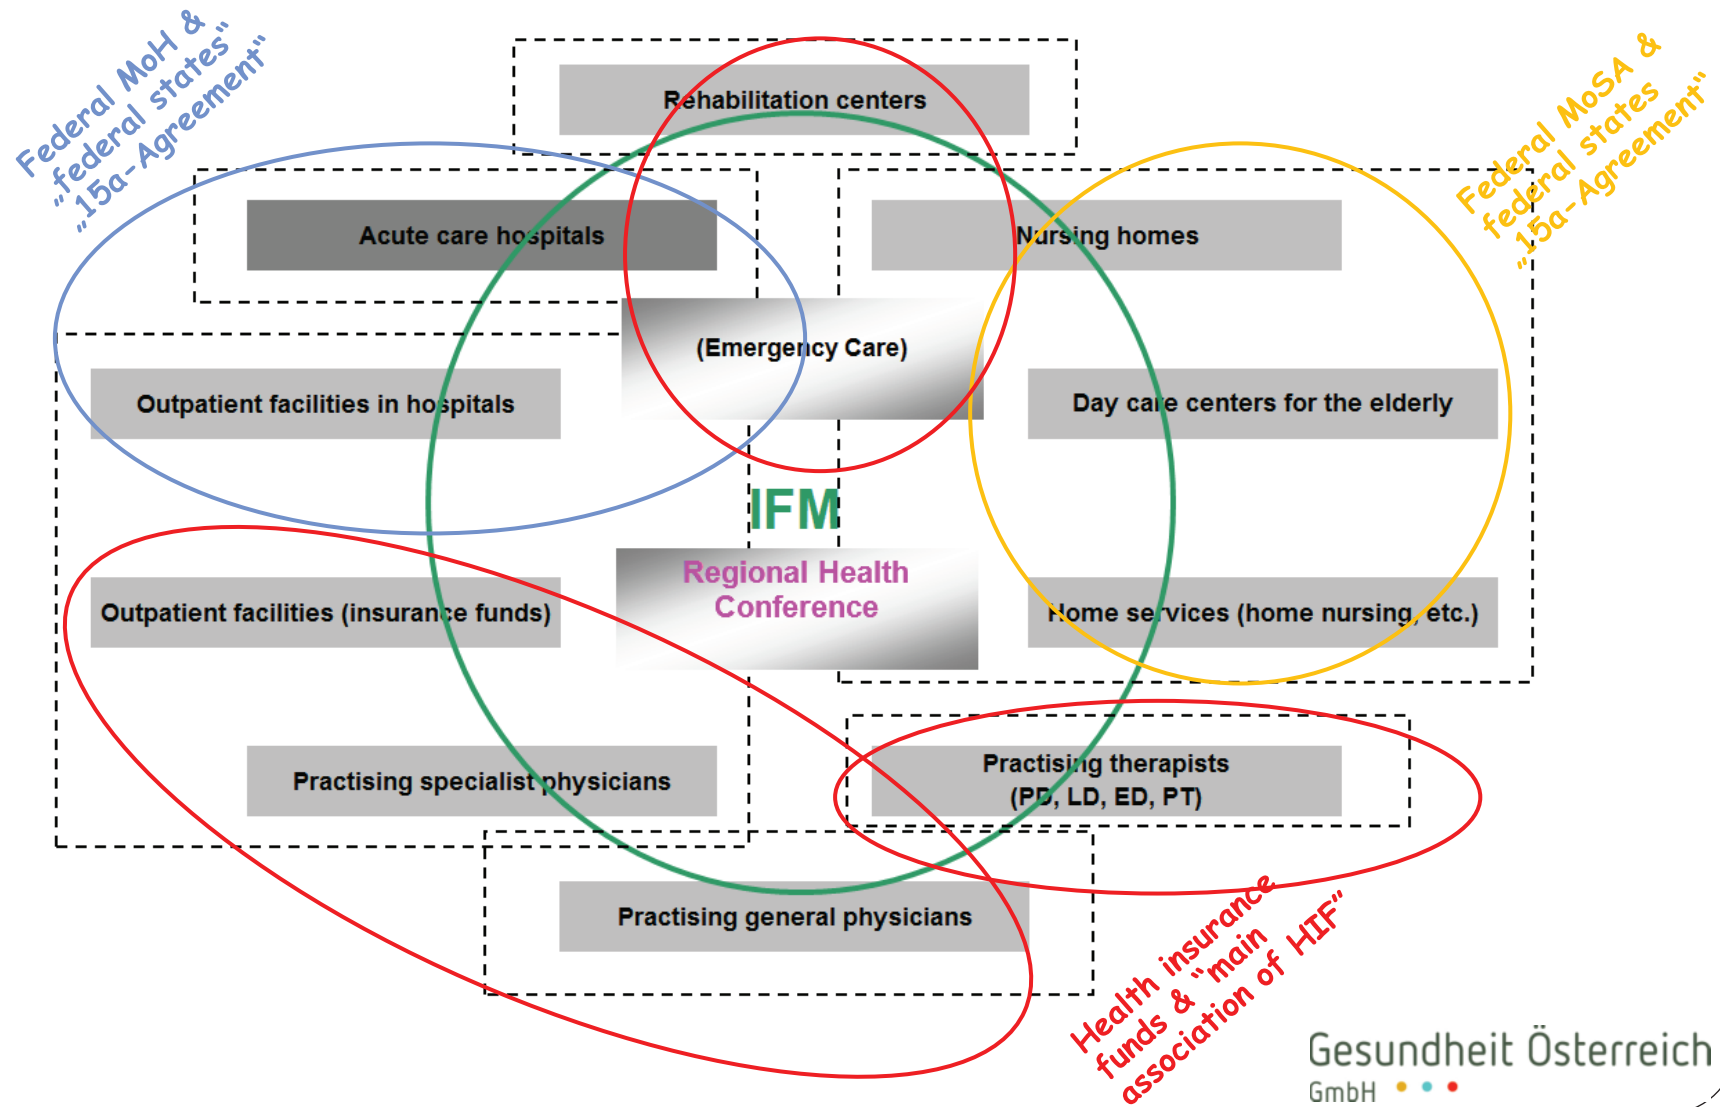 Federal MoH &
„federal states“
„15a-Agreement“
Federal MoSA &
federal states
„15a-Agreement“
Rehabilitation centers
Acute care hospitals
Nursing homes
(Emergency Care)
Outpatient facilities in hospitals
Day care centers for the elderly
IFM
Regional Health
Conference
Outpatient facilities (insurance funds)
Home services (home nursing, etc.)
Practising specialist physicians
Practising therapists
(PD, LD, ED, PT)
Practising general physicians
Health insurance
funds & “main
association of HIF”
Gesundheit Österreich
GmbH